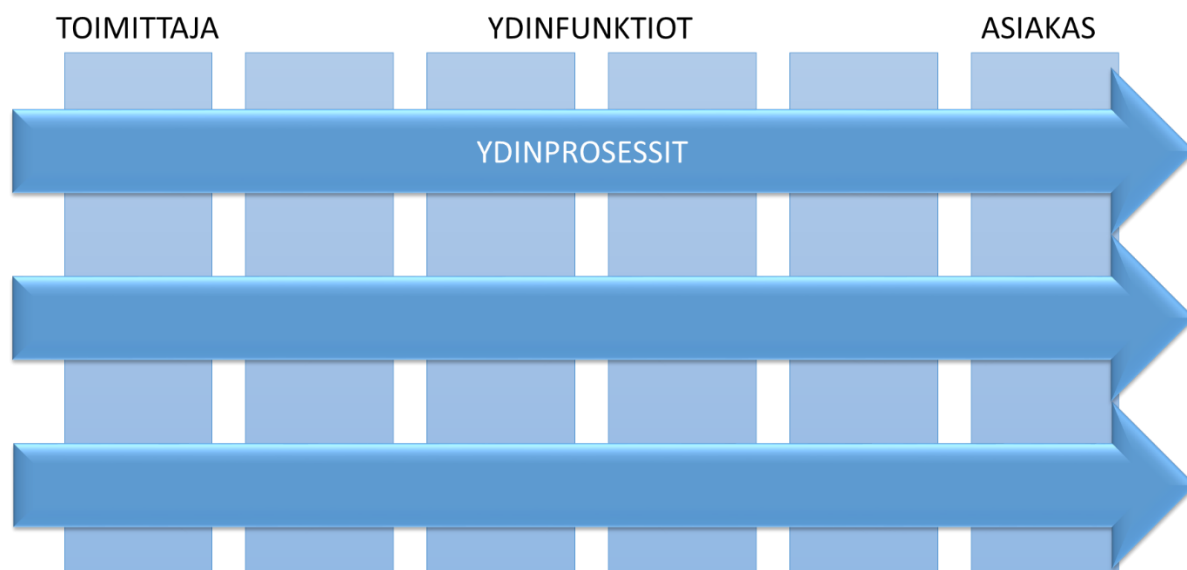 TOIMITTAJA
YDINFUNKTIOT
ASIAKAS
YDINPROSESSIT